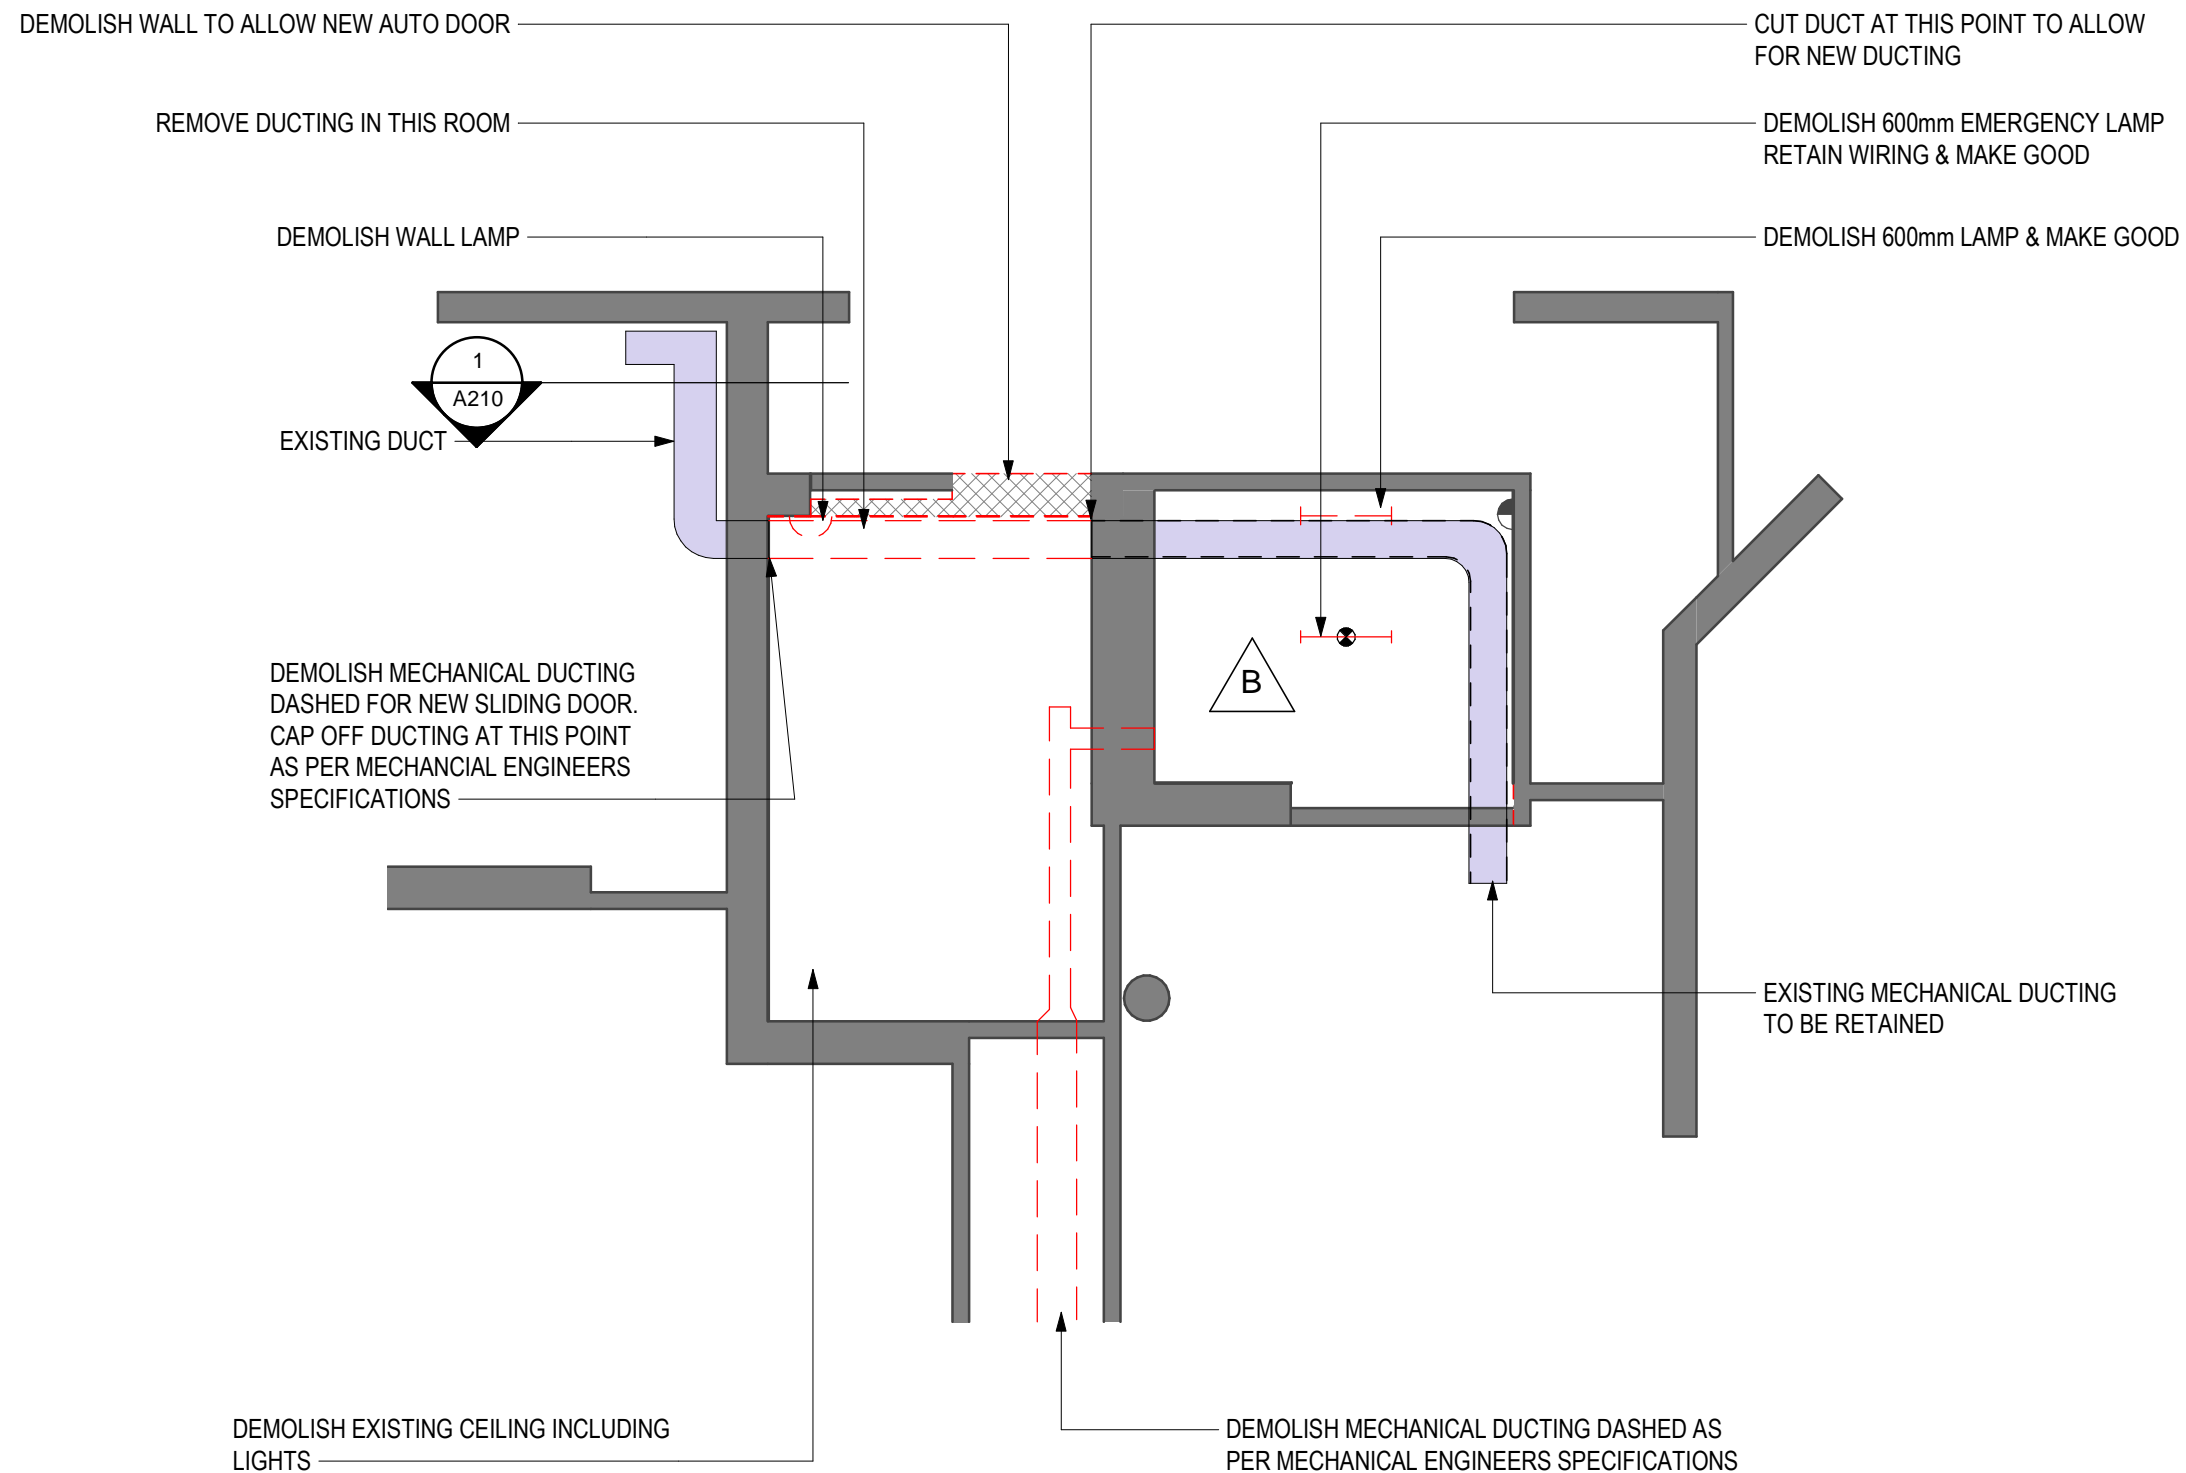 DEMOLISH WALL TO ALLOW NEW AUTO DOOR
CUT DUCT AT THIS POINT TO ALLOW
FOR NEW DUCTING
REMOVE DUCTING IN THIS ROOM
DEMOLISH 600mm EMERGENCY LAMP
RETAIN WIRING & MAKE GOOD
DEMOLISH WALL LAMP
DEMOLISH 600mm LAMP & MAKE GOOD
1
A210
EXISTING DUCT
DEMOLISH MECHANICAL DUCTING
DASHED FOR NEW SLIDING DOOR.
CAP OFF DUCTING AT THIS POINT
AS PER MECHANCIAL ENGINEERS
SPECIFICATIONS
B
EXISTING MECHANICAL DUCTING
TO BE RETAINED
DEMOLISH EXISTING CEILING INCLUDING
LIGHTS
DEMOLISH MECHANICAL DUCTING DASHED AS
PER MECHANICAL ENGINEERS SPECIFICATIONS